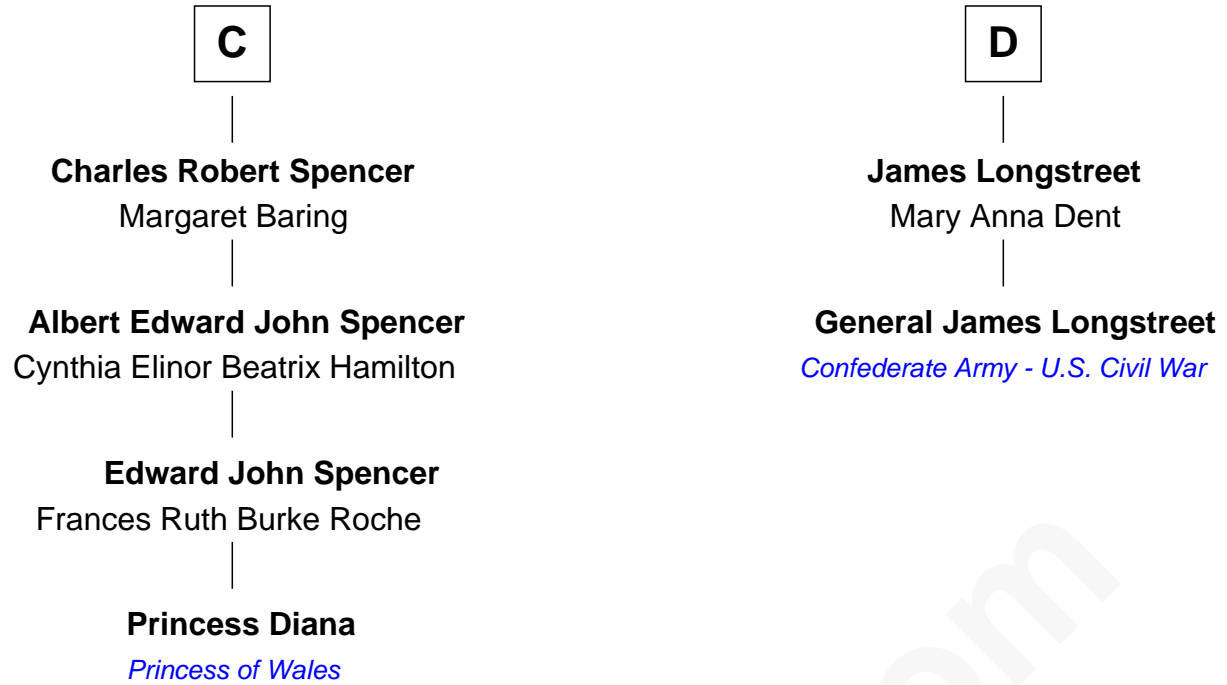 C
Charles Robert Spencer
Margaret Baring
Albert Edward John Spencer
Cynthia Elinor Beatrix Hamilton
Edward John Spencer
Frances Ruth Burke Roche
Princess Diana
Princess of Wales
D
James Longstreet
Mary Anna Dent
General James Longstreet
Confederate Army - U.S. Civil War
om